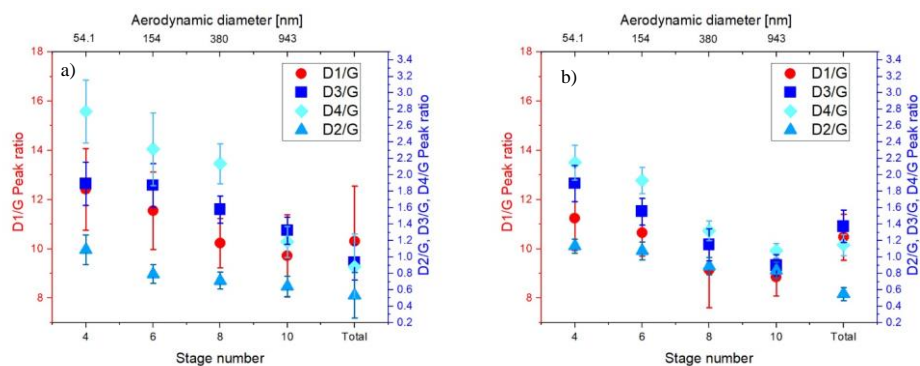 Aerodynamic diameter [nm]
54.1 154 380 943
a)
D1/G
D3/G
D4/G
D2/G
18
16
14
12
10
8
D1/G Peak ratio
3.4
3.2
3.0
2.8
2.6
2.4
2.2
2.0
1.8
1.6
1.4
1.2
1.0
0.8
0.6
0.4
0.2
D2/G, D3/G, D4/G Peak ratio
4 6 8 10 Total
Stage number
Aerodynamic diameter [nm]
54.1 154 380 943
b)
D1/G
D3/G
D4/G
D2/G
18
16
14
12
10
8
D1/G Peak ratio
3.4
3.2
3.0
2.8
2.6
2.4
2.2
2.0
1.8
1.6
1.4
1.2
1.0
0.8
0.6
0.4
0.2
D2/G, D3/G, D4/G Peak ratio
4 6 8 10 Total
Stage number